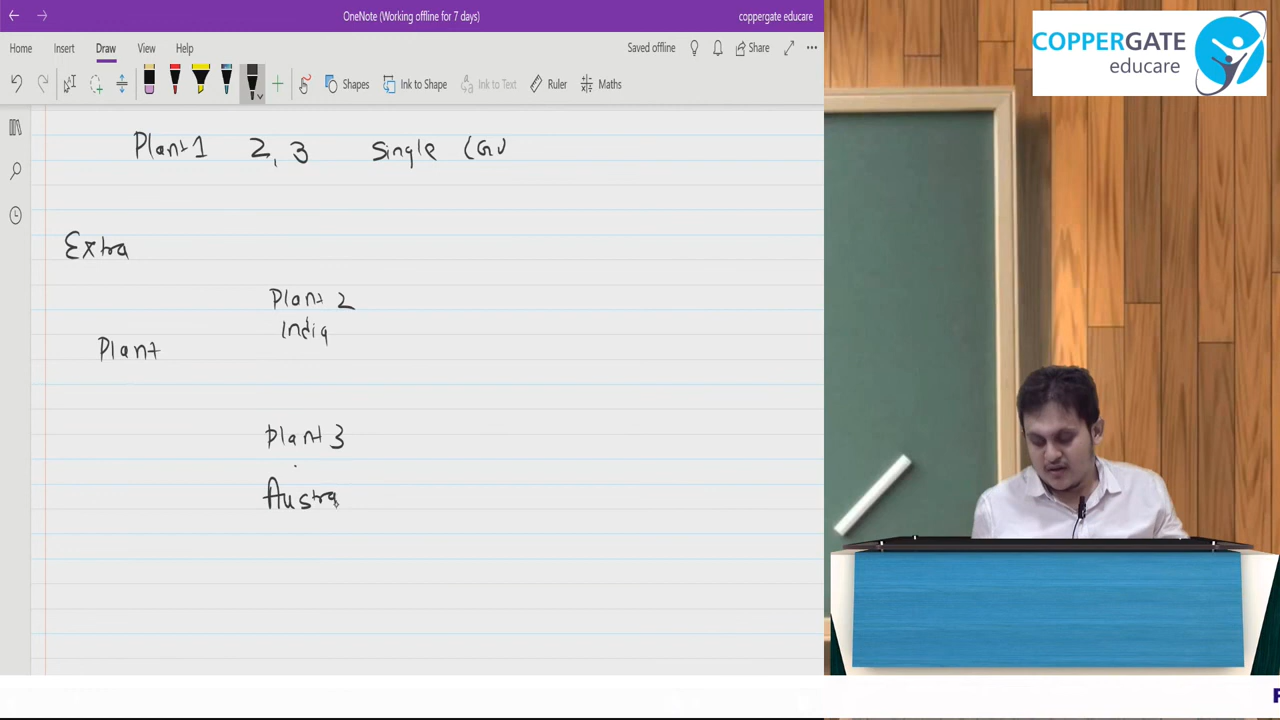 OneNote (Working offline for 7 days)
coppergate educare
Home Insert Draw View Help
Saved offline Share
Shapes Ink to Shape Ink to Text Ruler Maths
COPPERGATE
educare
Plant 1 2, 3 Single (GU
Extra
Plant 2
India
Plant
Plant 3
Austra
F